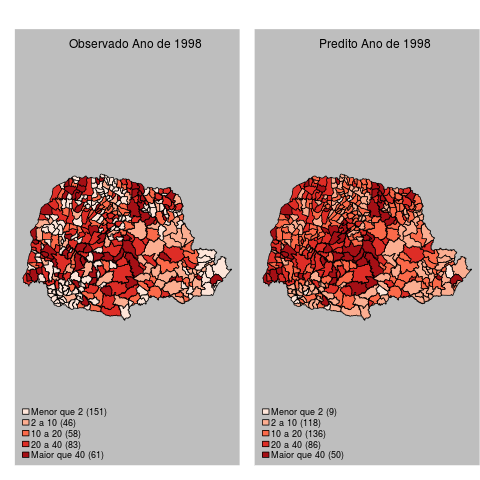 Observado Ano de 1998
Menor que 2 (151)
2 a 10 (46)
10 a 20 (58)
20 a 40 (83)
Maior que 40 (61)
Predito Ano de 1998
Menor que 2 (9)
2 a 10 (118)
10 a 20 (136)
20 a 40 (86)
Maior que 40 (50)